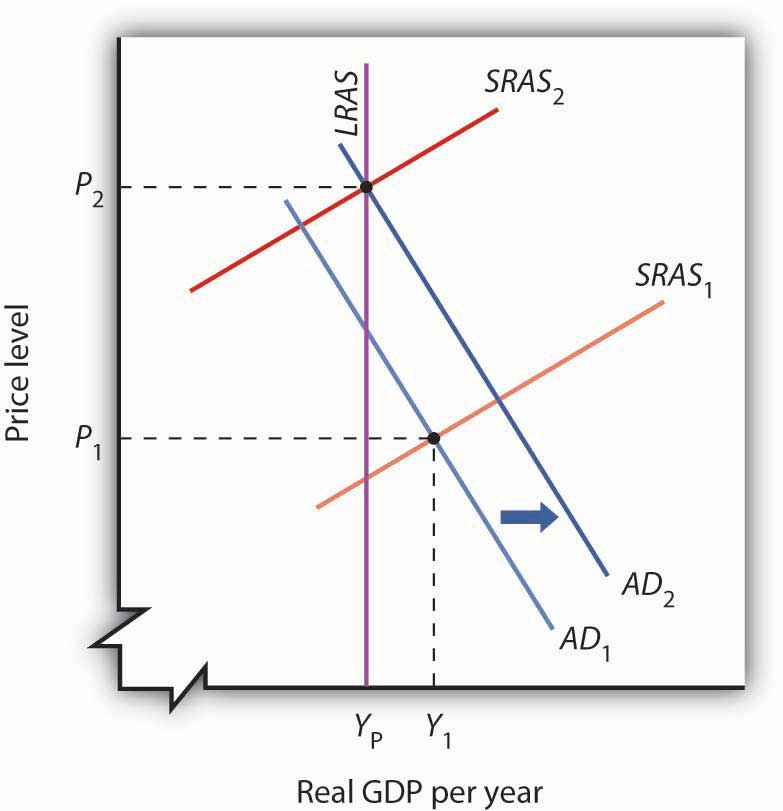 LRAS
SRAS2
P2
SRAS1
Price level
P1
AD2
AD1
YP
Y1
Real GDP per year